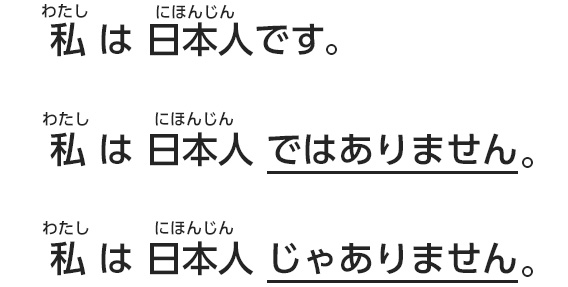 わたし にほんじん
私 は 日本人です。
わたし にほんじん
私 は 日本人 ではありません。
わたし にほんじん
私 は 日本人 じゃありません。